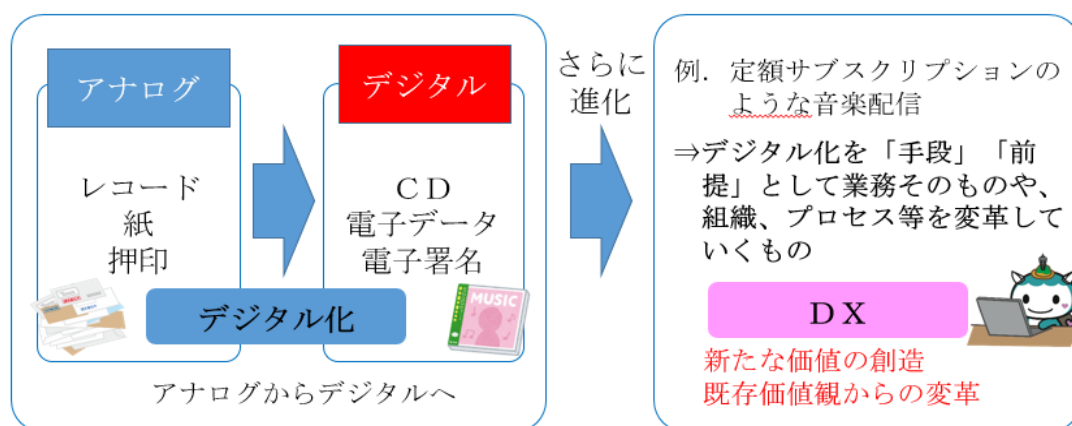 アナログ
レコード
紙
押印
デジタル
ＣＤ
電子データ
電子署名
MUSIC
デジタル化
アナログからデジタルへ
さらに
進化
例．定額サブスクリプションの
ような音楽配信
⇒デジタル化を「手段」「前
提」として業務そのものや、
組織、プロセス等を変革して
いくもの
ＤＸ
新たな価値の創造
既存価値観からの変革